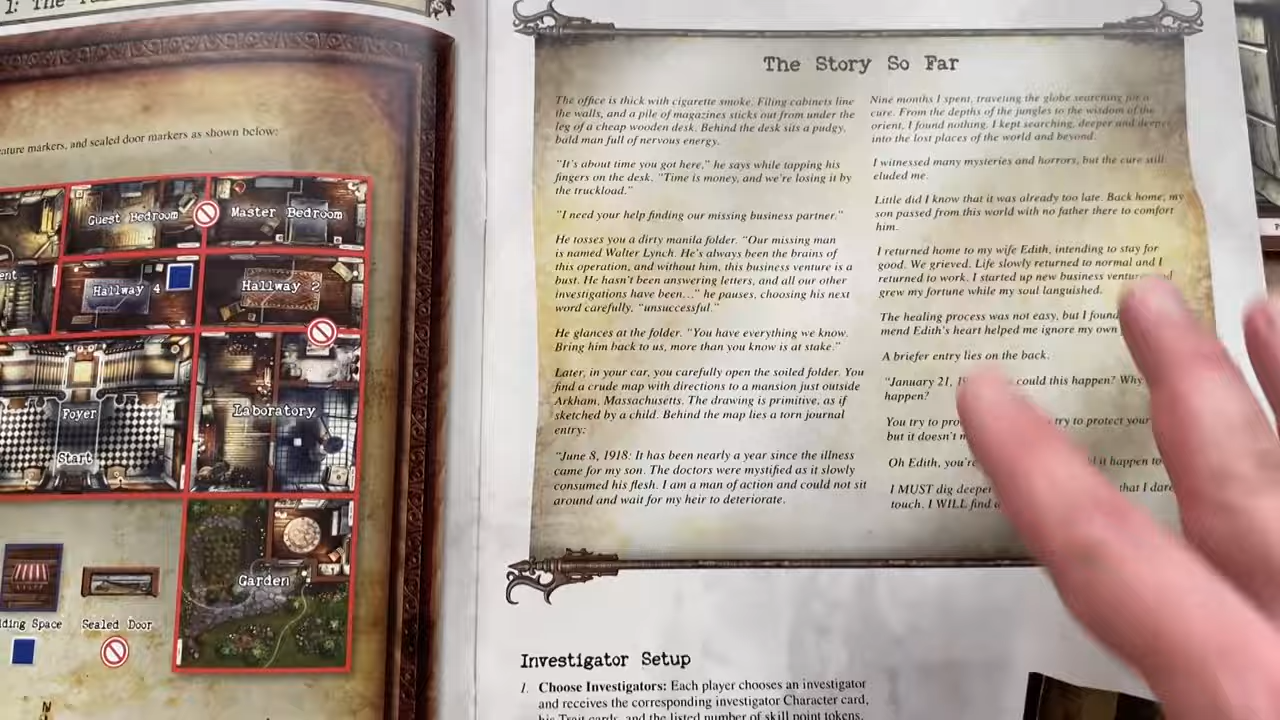 1: The
ature markers, and sealed door markers as shown below:
Guest Bedroom
Master Bedroom
Hallway 4
Hallway 2
Foyer
Laboratory
Start
Garden
Space
Sealed Door
N
The Story So Far
The office is thick with cigarette smoke. Filing cabinets line
the walls, and a pile of magazines sticks out from under the
leg of a cheap wooden desk. Behind the desk sits a pudgy,
bald man full of nervous energy.
"It's about time you got here," he says while tapping his
fingers on the desk. "Time is money, and we're losing it by
the truckload."
"I need your help finding our missing business partner."
He tosses you a dirty manila folder. "Our missing man
is named Walter Lynch. He's always been the brains of
this operation, and without him, this business venture is a
bust. He hasn't been answering letters, and all our other
investigations have been…" he pauses, choosing his next
word carefully, "unsuccessful."
He glances at the folder. "You have everything we know.
Bring him back to us, more than you know is at stake."
Later, in your car, you carefully open the soiled folder. You
find a crude map with directions to a mansion just outside
Arkham, Massachusetts. The drawing is primitive, as if
sketched by a child. Behind the map lies a torn journal
entry:
"June 8, 1918: It has been nearly a year since the illness
came for my son. The doctors were mystified as it slowly
consumed his flesh. I am a man of action and could not sit
around and wait for my heir to deteriorate.
Nine months I spent, traveling the globe searching for a
cure. From the depths of the jungles to the wisdom of the
orient, I found nothing. I kept searching, deeper and deeper
into the lost places of the world and beyond.
I witnessed many mysteries and horrors, but the cure still
eluded me.
Little did I know that it was already too late. Back home, my
son passed from this world with no father there to comfort
him.
I returned home to my wife Edith, intending to stay for
good. We grieved. Life slowly returned to normal and I
returned to work. I started up new business
grew my fortune while my soul languished.
The healing process was not easy, but I found
mend Edith's heart helped me ignore my own
A briefer entry lies on the back.
"January 21, could this happen? Why
happen?
You try to try to protect your
but it doesn't
Oh Edith, you're it happen to
I MUST dig deeper that I dare
touch. I WILL find
Investigator Setup
1. Choose Investigators: Each player chooses an investigator
and receives the corresponding investigator Character card,
his Trait cards, and the listed number of skill point tokens.